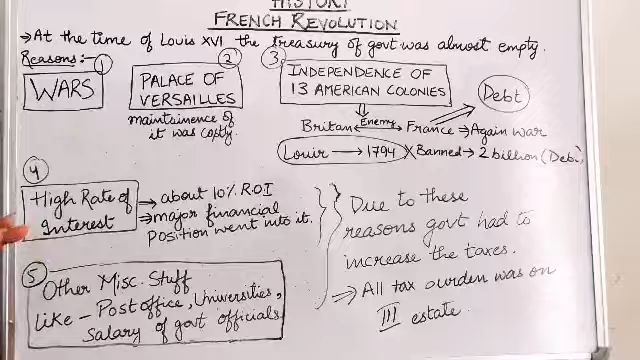 HISTORY
FRENCH REVOLUTION
→ At the time of Louis XVI the treasury of govt was almost empty.
Reasons:-
① WARS
② PALACE OF
VERSAILLES
maintainence of
it was costly.
③ INDEPENDENCE OF
13 AMERICAN COLONIES
Debt
Britan Enemy France ⇒ Again war
Louir → 1794 X Banned → 2 billion (Debt)
④ High Rate of
Interest
→ about 10% R.O.I
⇒ major financial
position went into it.
⑤ Other Misc. Stuff
Like - Post office, Universities,
Salary of govt officials
Due to these
reasons govt had to
increase the taxes.
⇒ All tax burden was on
III estate.